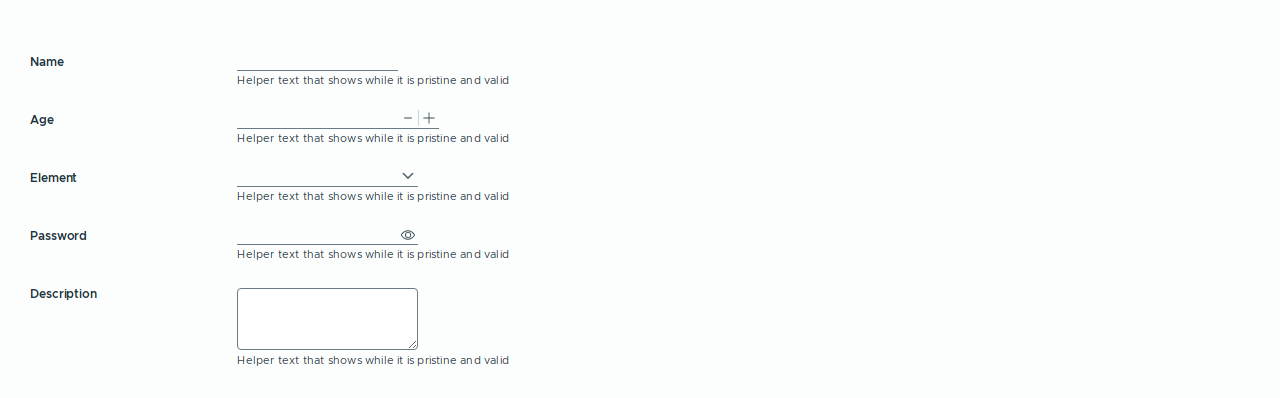 Name
Helper text that shows while it is pristine and valid
Age
Helper text that shows while it is pristine and valid
Element
Helper text that shows while it is pristine and valid
Password
Helper text that shows while it is pristine and valid
Description
Helper text that shows while it is pristine and valid